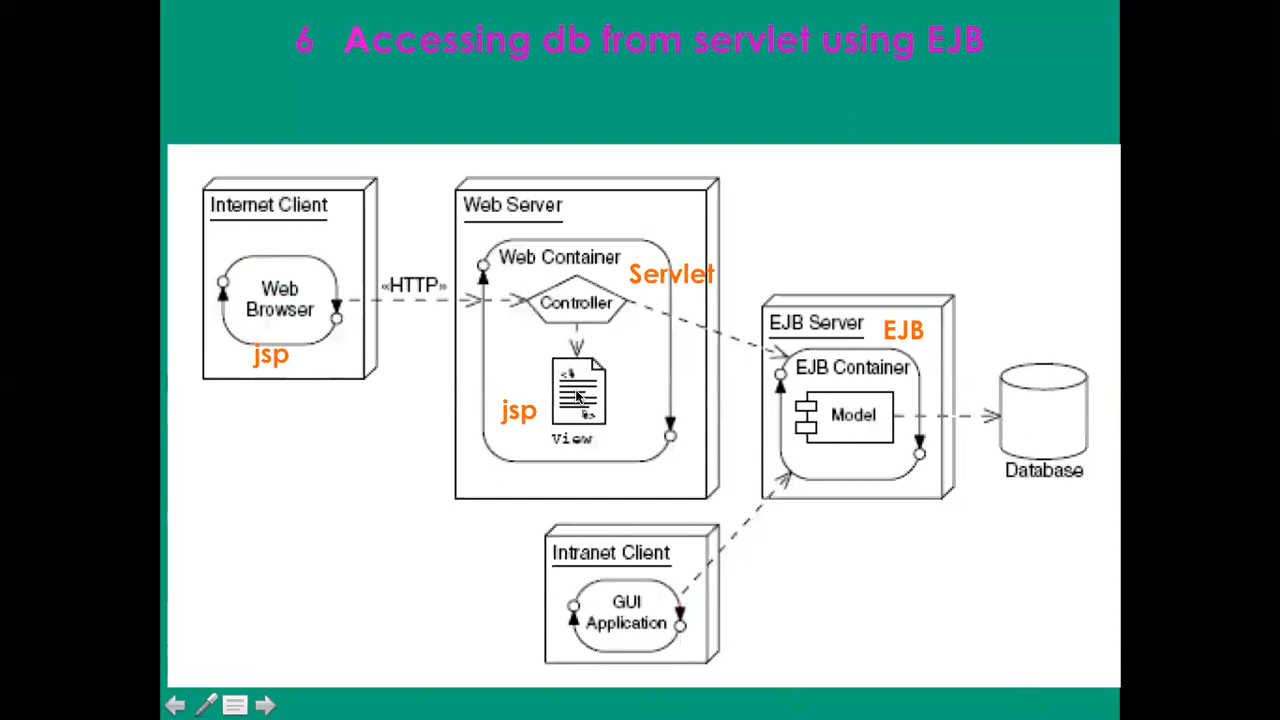 6 Accessing db from servlet using EJB
Internet Client
Web
Browser
jsp
«HTTP»
Web Server
Web Container
Servlet
Controller
<%
%>
jsp
View
EJB Server
EJB
EJB Container
Model
Database
Intranet Client
GUI
Application